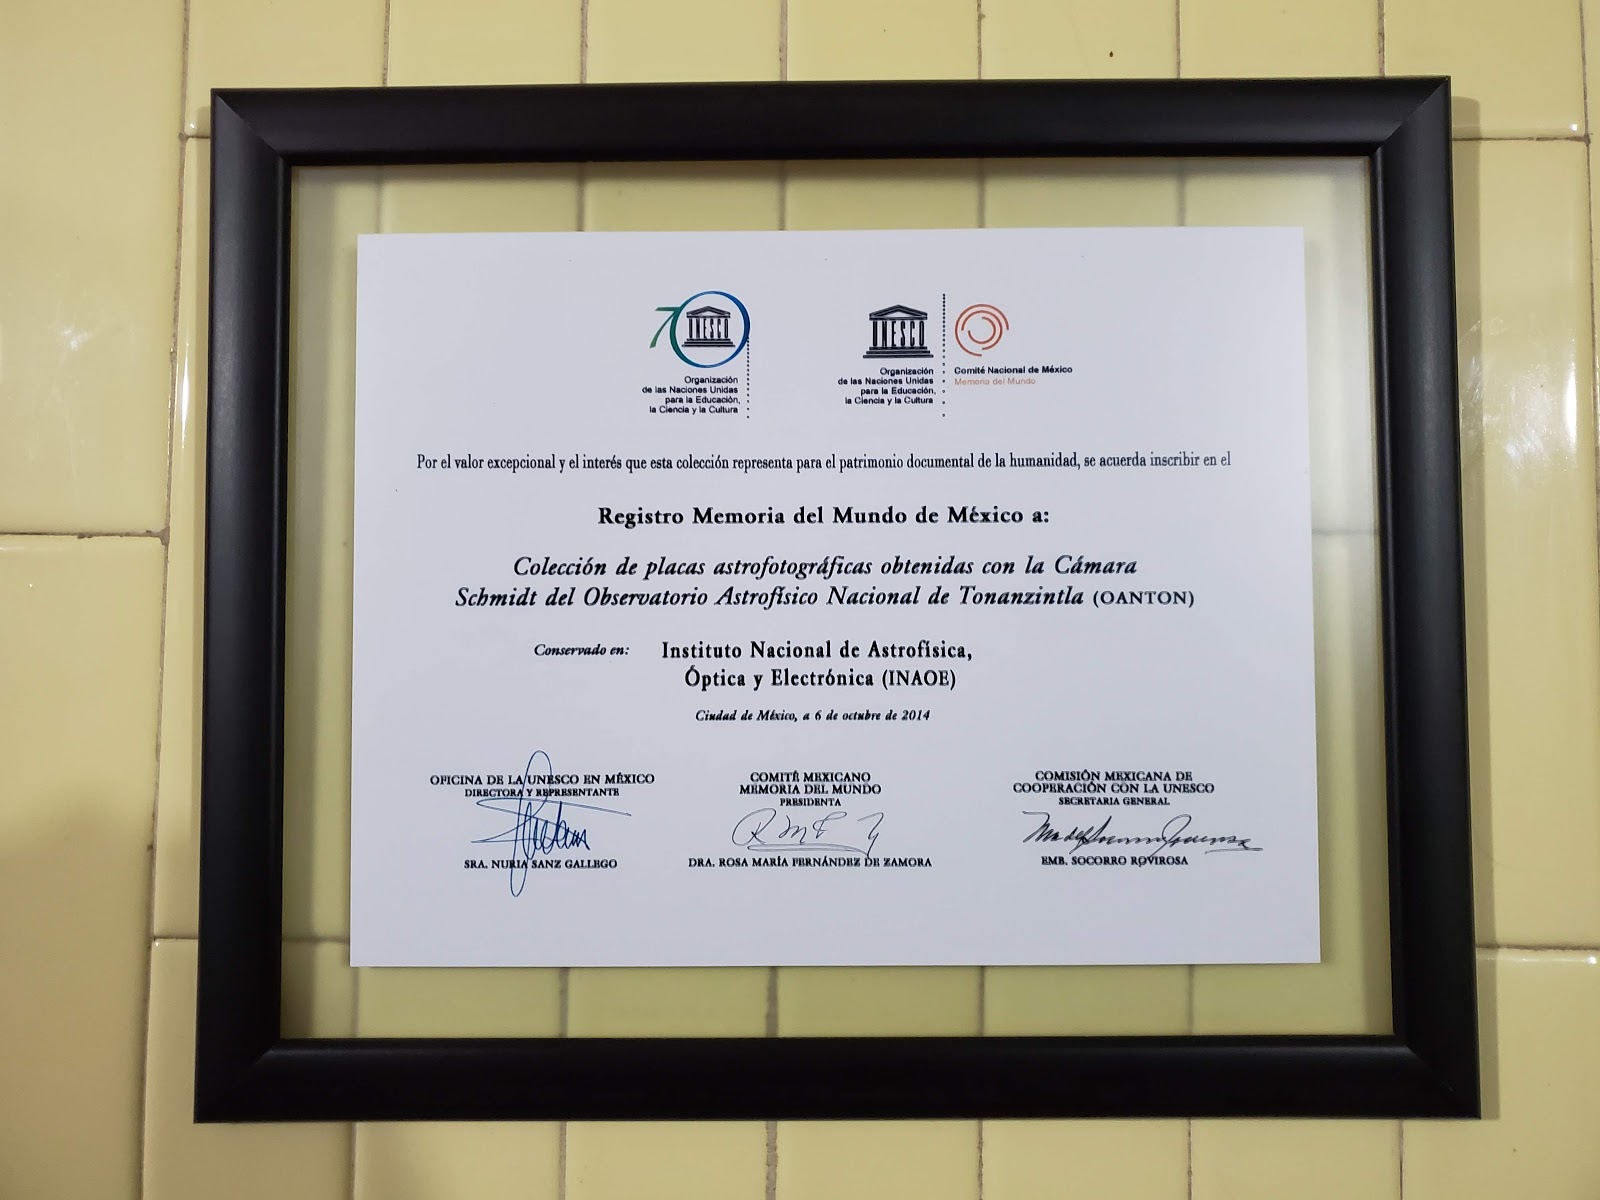 70
UNESCO
Organización
de las Naciones Unidas
para la Educación,
la Ciencia y la Cultura
UNESCO
Organización
de las Naciones Unidas
para la Educación,
la Ciencia y la Cultura
Comité Nacional de México
Memoria del Mundo
Por el valor excepcional y el interés que esta colección representa para el patrimonio documental de la humanidad, se acuerda inscribir en el
Registro Memoria del Mundo de México a:
Colección de placas astrofotográficas obtenidas con la Cámara
Schmidt del Observatorio Astrofísico Nacional de Tonanzintla (OANTON)
Conservado en: Instituto Nacional de Astrofísica,
Óptica y Electrónica (INAOE)
Ciudad de México, a 6 de octubre de 2014
OFICINA DE LA UNESCO EN MÉXICO
DIRECTORA Y REPRESENTANTE
SRA. NURIA SANZ GALLEGO
COMITÉ MEXICANO
MEMORIA DEL MUNDO
PRESIDENTA
DRA. ROSA MARÍA FERNÁNDEZ DE ZAMORA
COMISIÓN MEXICANA DE
COOPERACIÓN CON LA UNESCO
SECRETARIA GENERAL
EMB. SOCORRO ROVIROSA